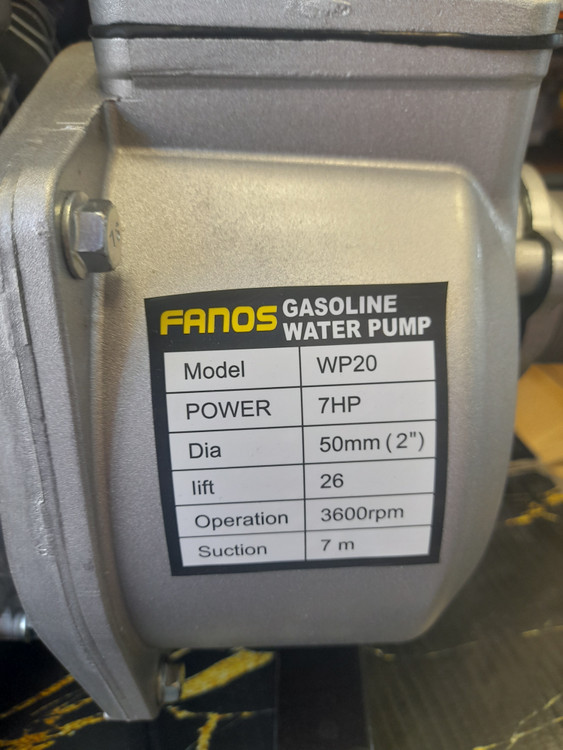 FANOS GASOLINE
WATER PUMP
Model WP20
POWER 7HP
Dia 50mm (2")
lift 26
Operation 3600rpm
Suction 7 m